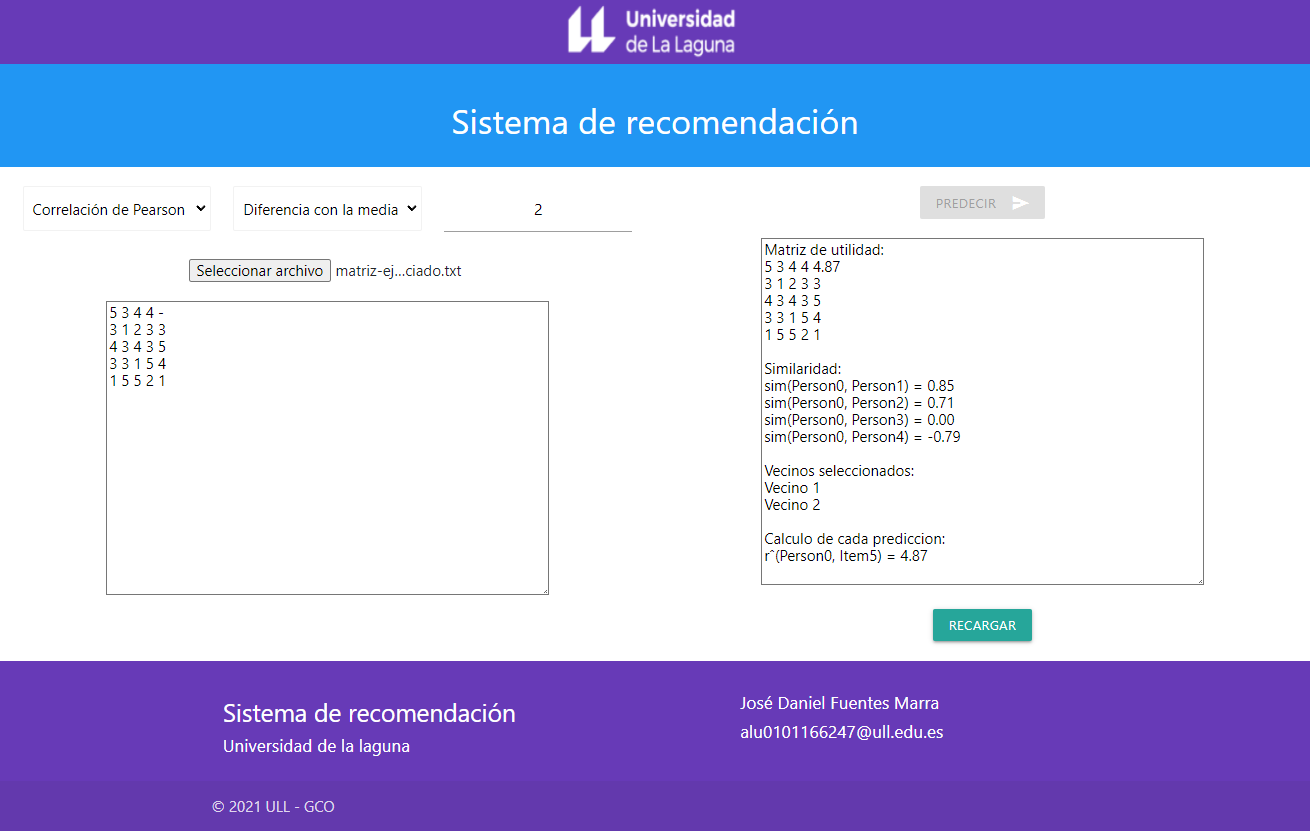 Universidad
de La Laguna
Sistema de recomendación
Correlación de Pearson
Diferencia con la media
2
PREDECIR
Seleccionar archivo matriz-ej...ciado.txt
5 3 4 4 -
3 1 2 3 3
4 3 4 3 5
3 3 1 5 4
1 5 5 2 1
Matriz de utilidad:
5 3 4 4 4.87
3 1 2 3 3
4 3 4 3 5
3 3 1 5 4
1 5 5 2 1
Similaridad:
sim(Person0, Person1) = 0.85
sim(Person0, Person2) = 0.71
sim(Person0, Person3) = 0.00
sim(Person0, Person4) = -0.79
Vecinos seleccionados:
Vecino 1
Vecino 2
Calculo de cada prediccion:
r^(Person0, Item5) = 4.87
RECARGAR
Sistema de recomendación
Universidad de la laguna
José Daniel Fuentes Marra
alu0101166247@ull.edu.es
© 2021 ULL - GCO